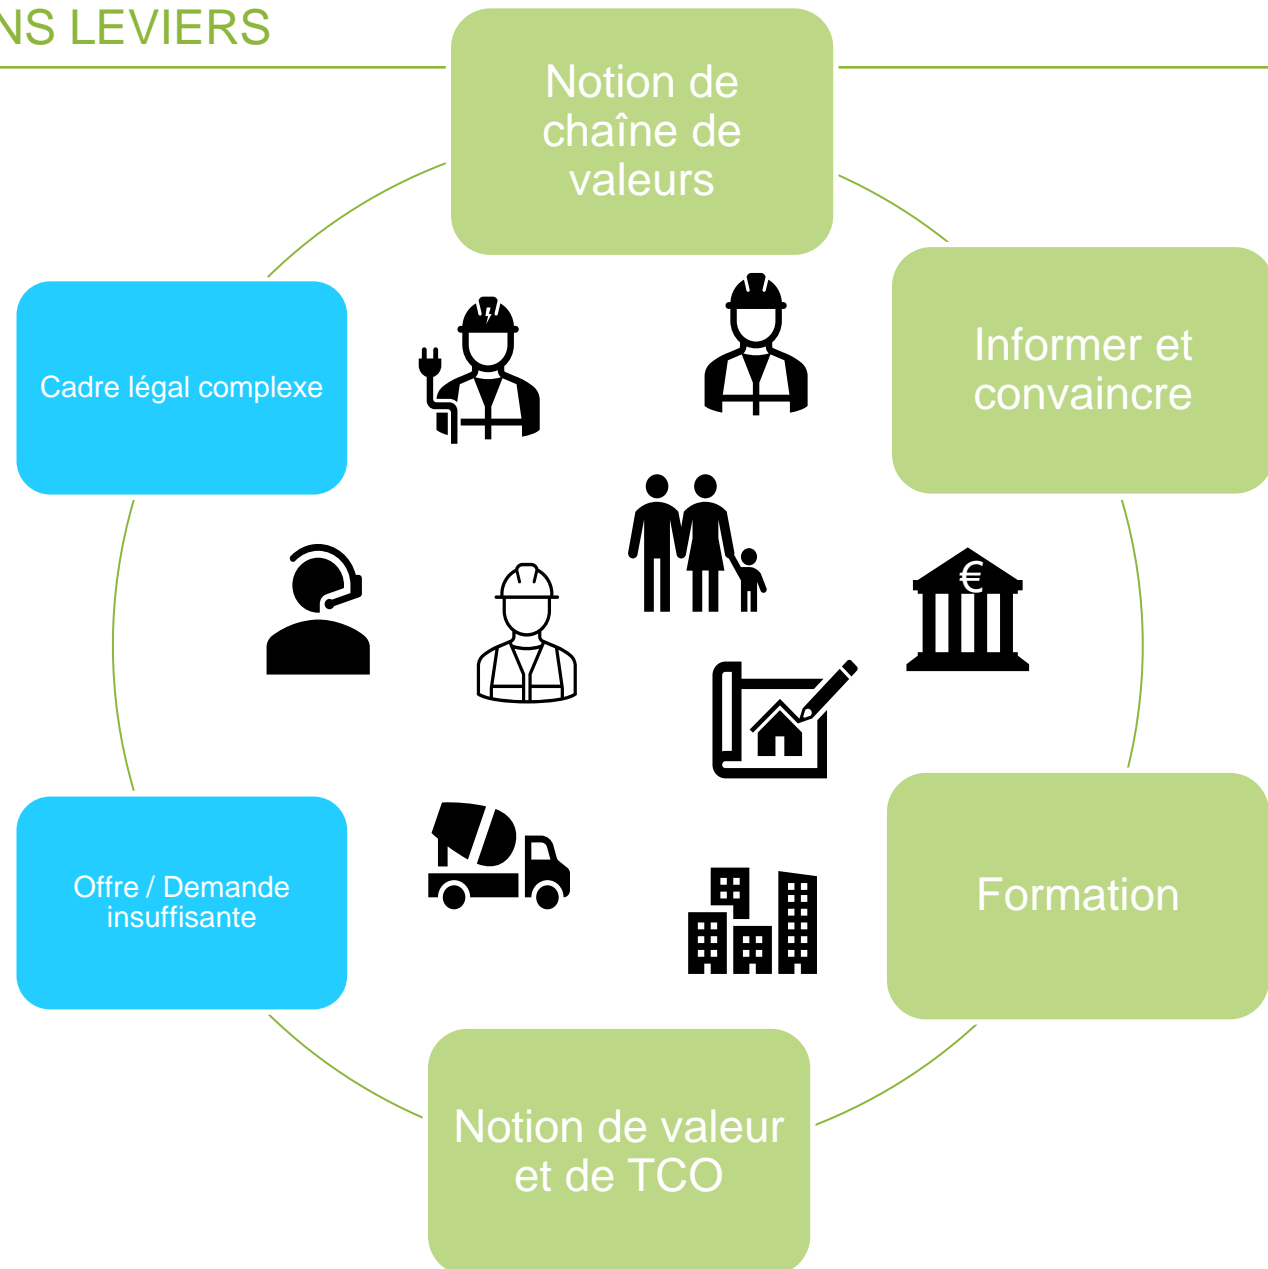 NS LEVIERS
Notion de
chaîne de
valeurs
Informer et
convaincre
Cadre légal complexe
€
Formation
Offre / Demande
insuffisante
Notion de valeur
et de TCO